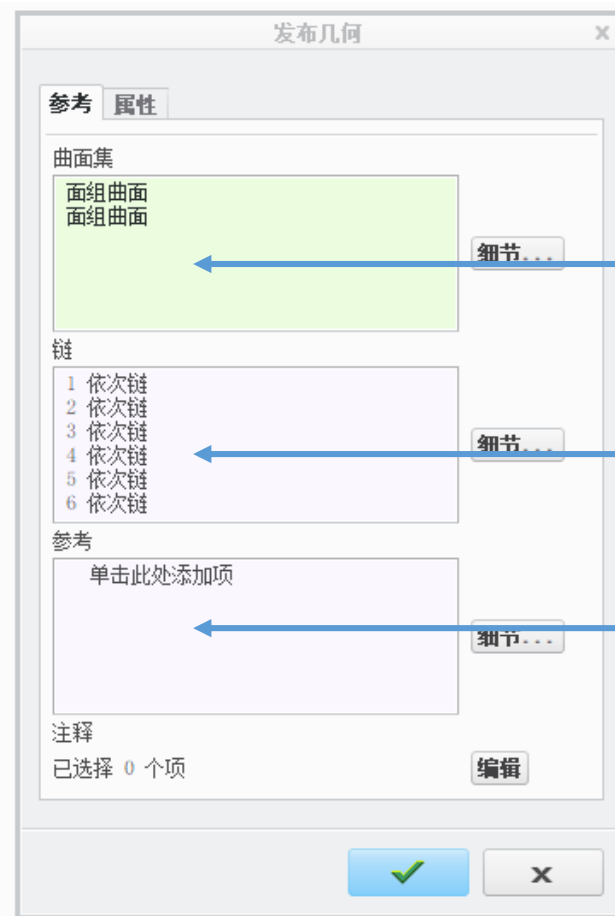 发布几何 x
参考 属性
曲面集
面组曲面
面组曲面
细节...
链
1 依次链
2 依次链
3 依次链
4 依次链
5 依次链
6 依次链
细节...
参考
单击此处添加项
细节...
注释
已选择 0 个项
编辑